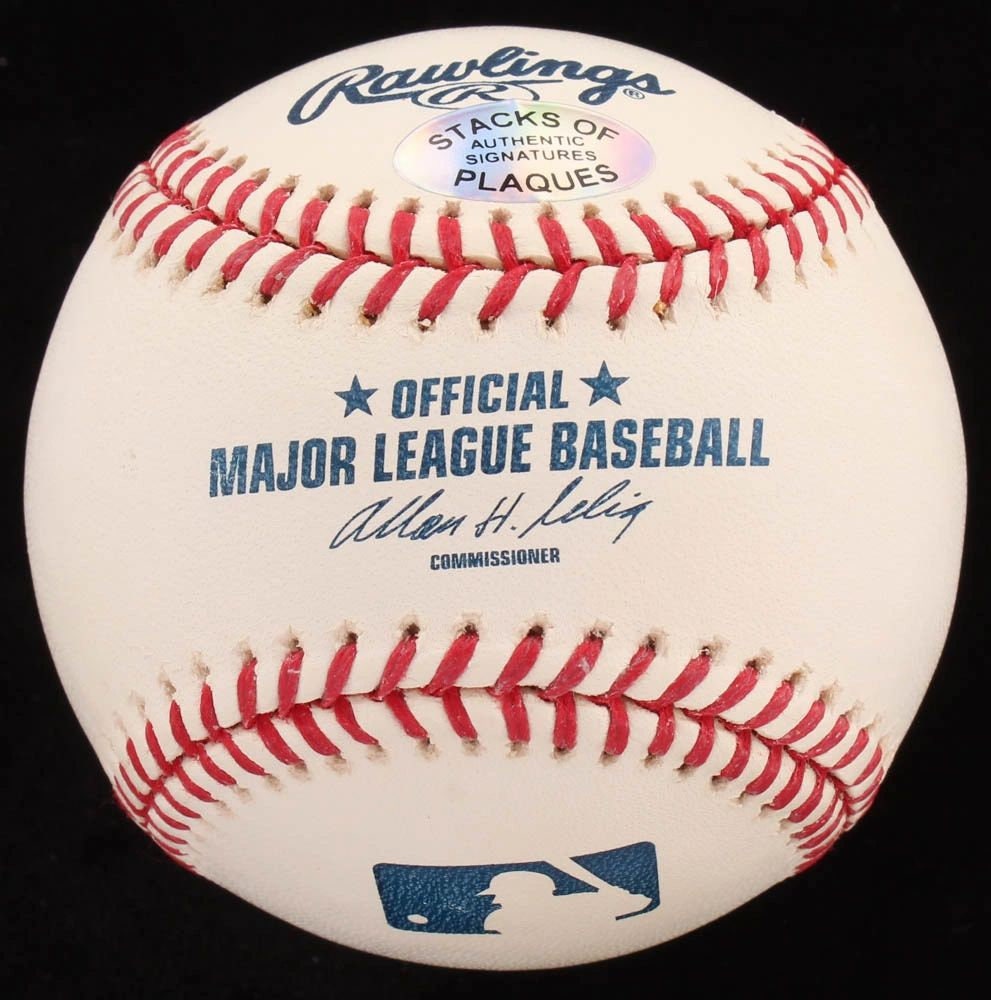 Rawlings ®
R
STACKS OF
AUTHENTIC
SIGNATURES
PLAQUES
★ OFFICIAL ★
MAJOR LEAGUE BASEBALL
Allan H. Selig
COMMISSIONER